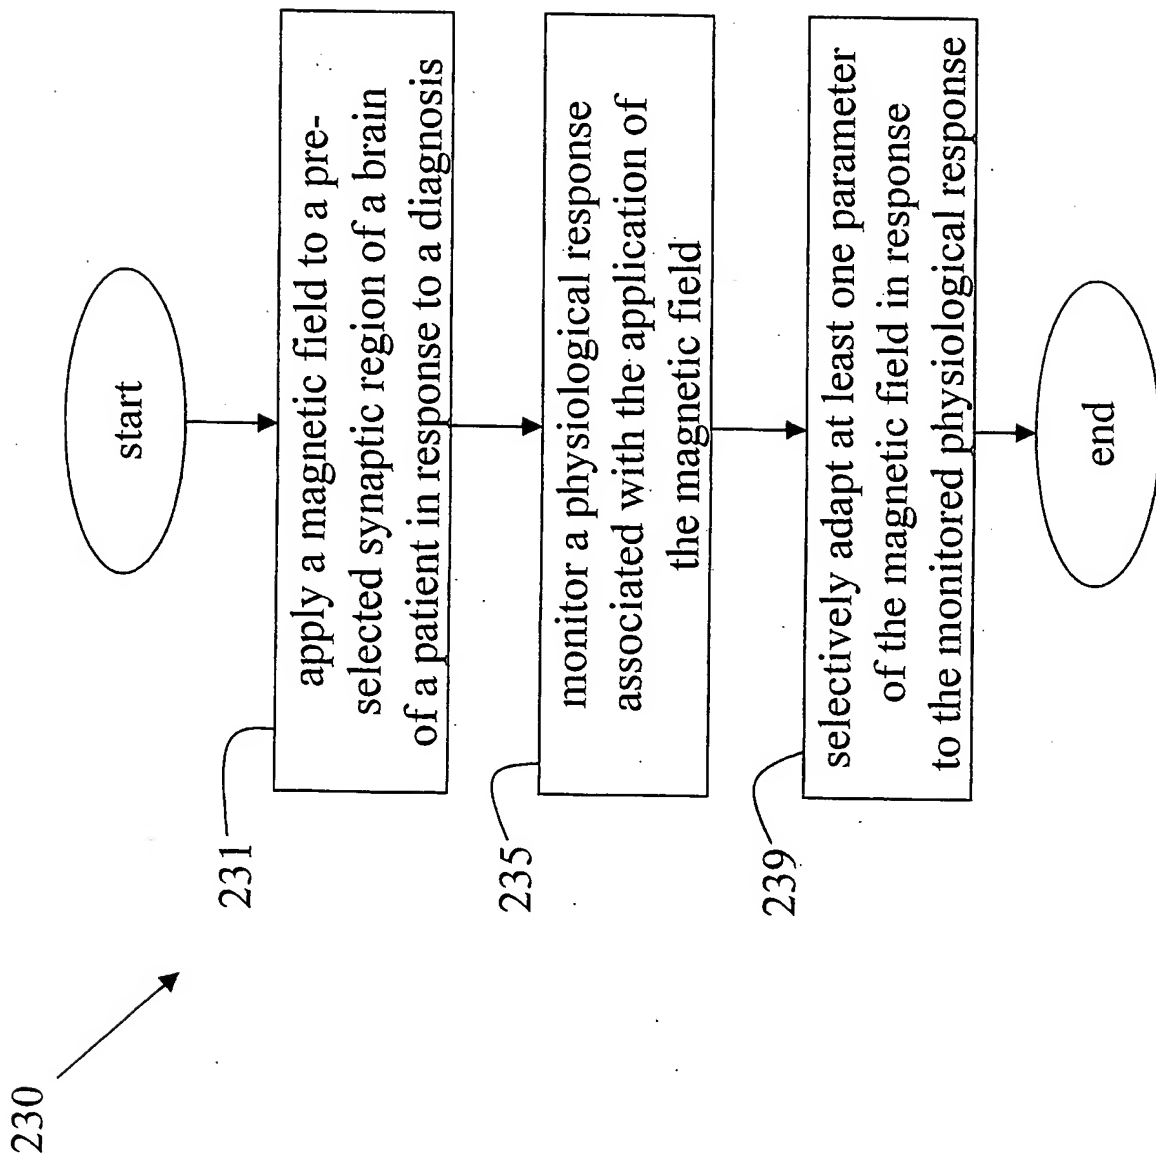 230
start
231
apply a magnetic field to a pre-
selected synaptic region of a brain
of a patient in response to a diagnosis
235
monitor a physiological response
associated with the application of
the magnetic field
239
selectively adapt at least one parameter
of the magnetic field in response
to the monitored physiological response
end